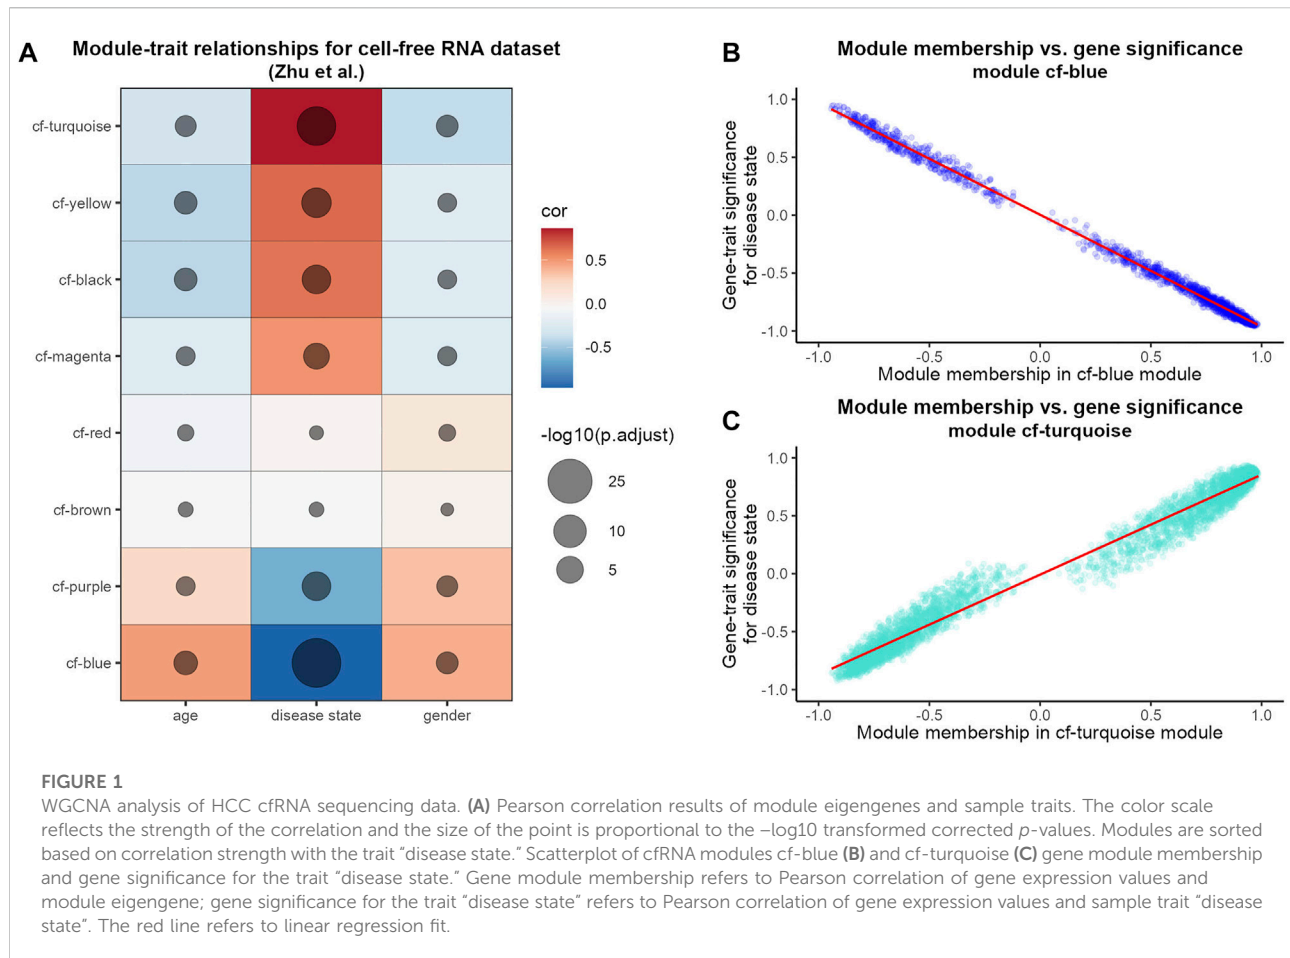 A
Module-trait relationships for cell-free RNA dataset
(Zhu et al.)
cf-turquoise
cf-yellow
cf-black
cf-magenta
cf-red
cf-brown
cf-purple
cf-blue
age
disease state
gender
cor
0.5
0.0
-0.5
-log10(p.adjust)
25
10
5
B
Module membership vs. gene significance
module cf-blue
Gene-trait significance
for disease state
1.0
0.5
0.0
-0.5
-1.0
-1.0
-0.5
0.0
0.5
1.0
Module membership in cf-blue module
C
Module membership vs. gene significance
module cf-turquoise
Gene-trait significance
for disease state
1.0
0.5
0.0
-0.5
-1.0
-1.0
-0.5
0.0
0.5
1.0
Module membership in cf-turquoise module
FIGURE 1
WGCNA analysis of HCC cfRNA sequencing data. (A) Pearson correlation results of module eigengenes and sample traits. The color scale
reflects the strength of the correlation and the size of the point is proportional to the –log10 transformed corrected p-values. Modules are sorted
based on correlation strength with the trait “disease state.” Scatterplot of cfRNA modules cf-blue (B) and cf-turquoise (C) gene module membership
and gene significance for the trait “disease state.” Gene module membership refers to Pearson correlation of gene expression values and
module eigengene; gene significance for the trait “disease state” refers to Pearson correlation of gene expression values and sample trait “disease
state”. The red line refers to linear regression fit.